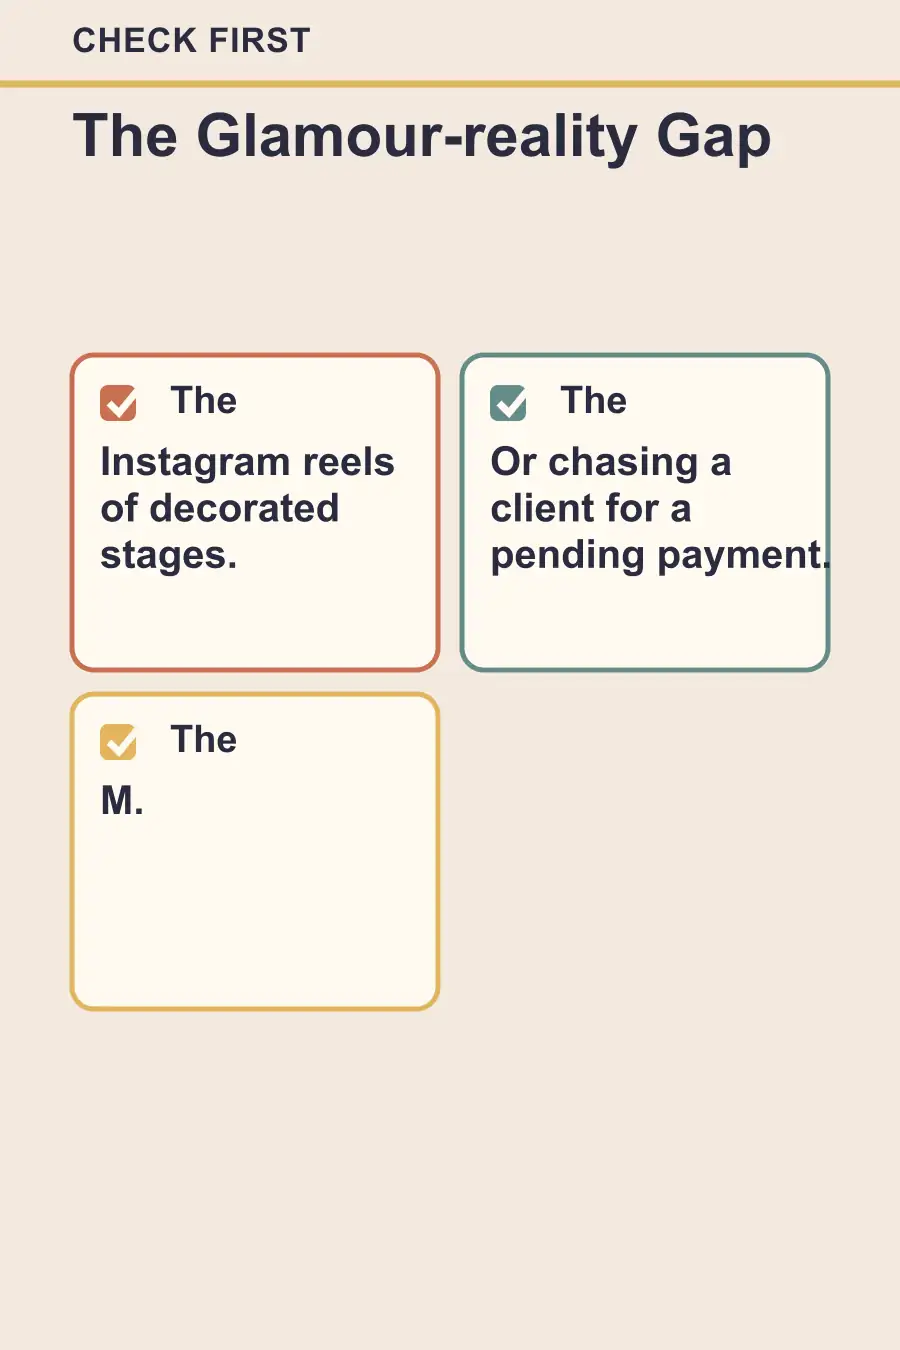 CHECK FIRST
The Glamour-reality Gap
The
Instagram reels
of decorated
stages.
The
Or chasing a
client for a
pending payment.
The
M.